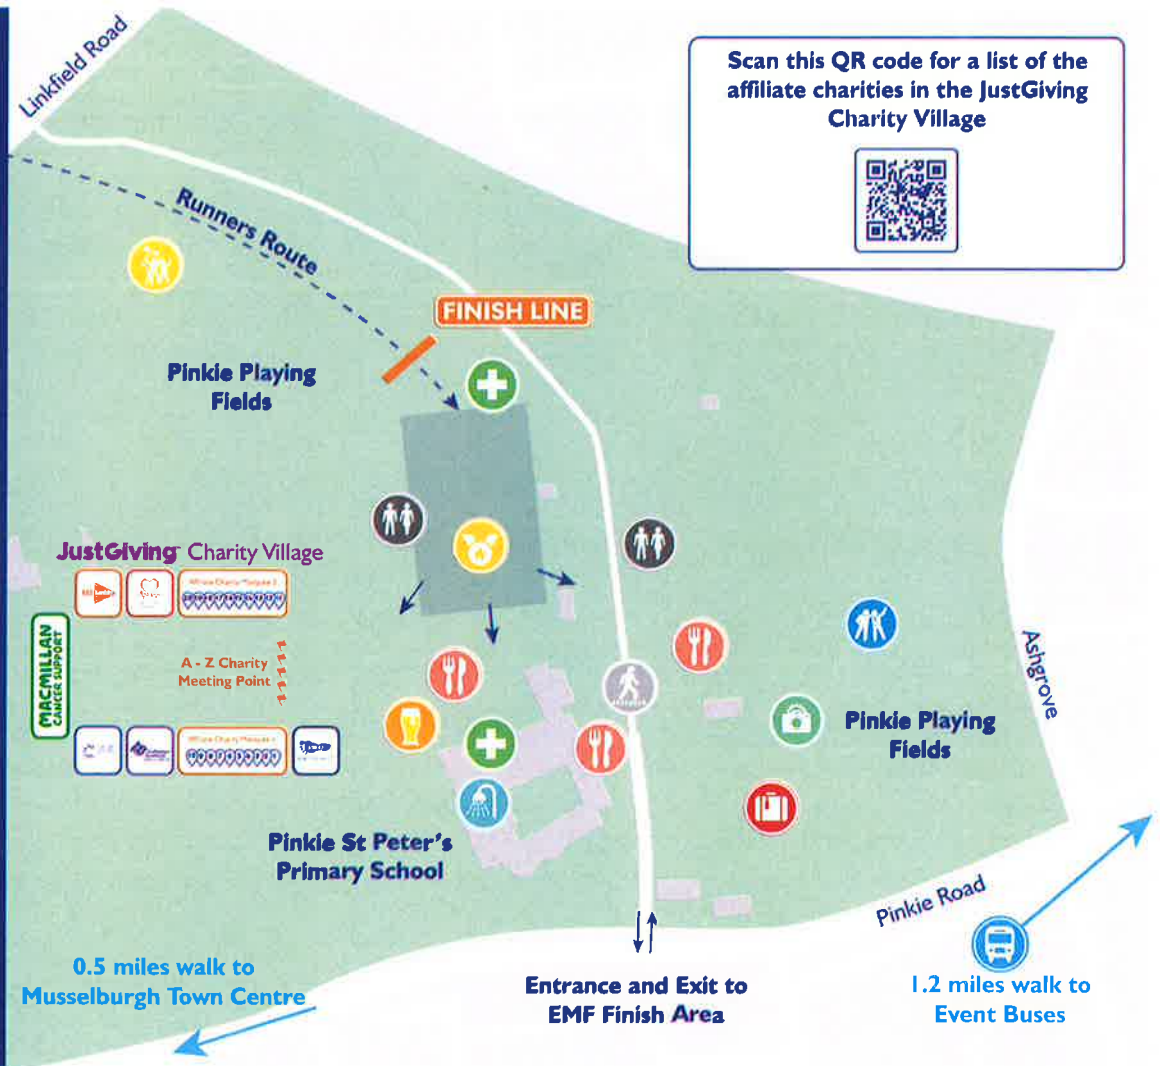 Linkfield Road
Scan this QR code for a list of the
affiliate charities in the JustGiving
Charity Village
Runners Route
FINISH LINE
Pinkie Playing
Fields
JustGiving Charity Village
MACMILLAN
CANCER SUPPORT
A - Z Charity
Meeting Point
Ashgrove
Pinkie Playing
Fields
Pinkie St Peter's
Primary School
Pinkie Road
0.5 miles walk to
Musselburgh Town Centre
Entrance and Exit to
EMF Finish Area
1.2 miles walk to
Event Buses